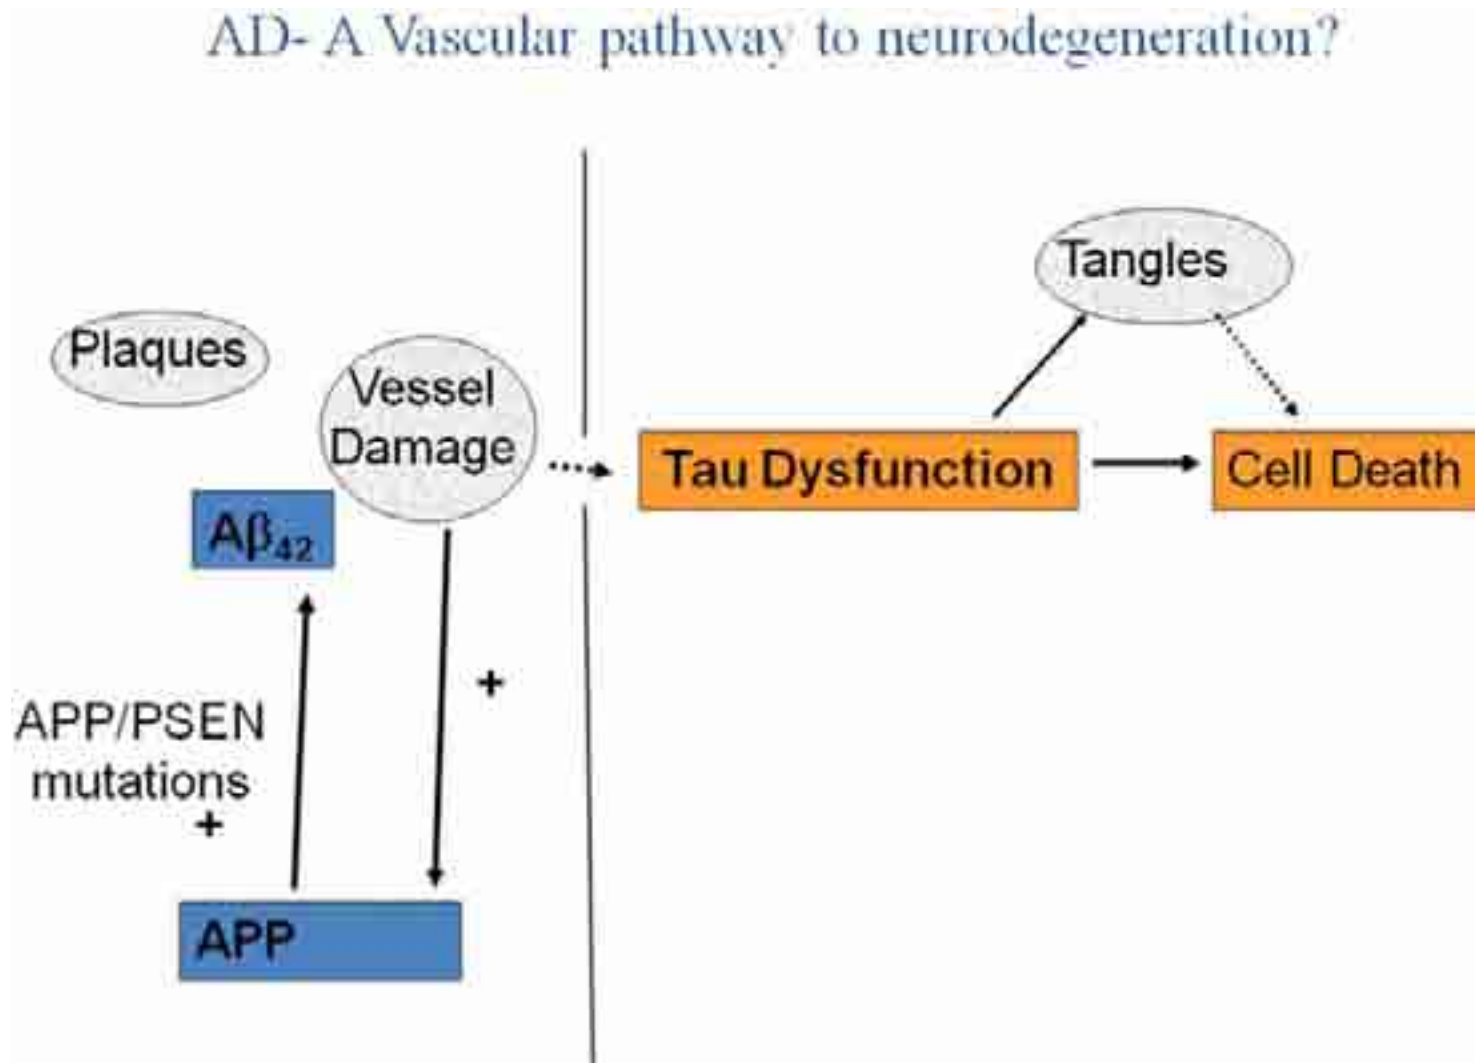 AD- A Vascular pathway to neurodegeneration?
Tangles
Plaques
Vessel
Damage
Tau Dysfunction
Cell Death
Aβ₄₂
+
APP/PSEN
mutations
+
APP